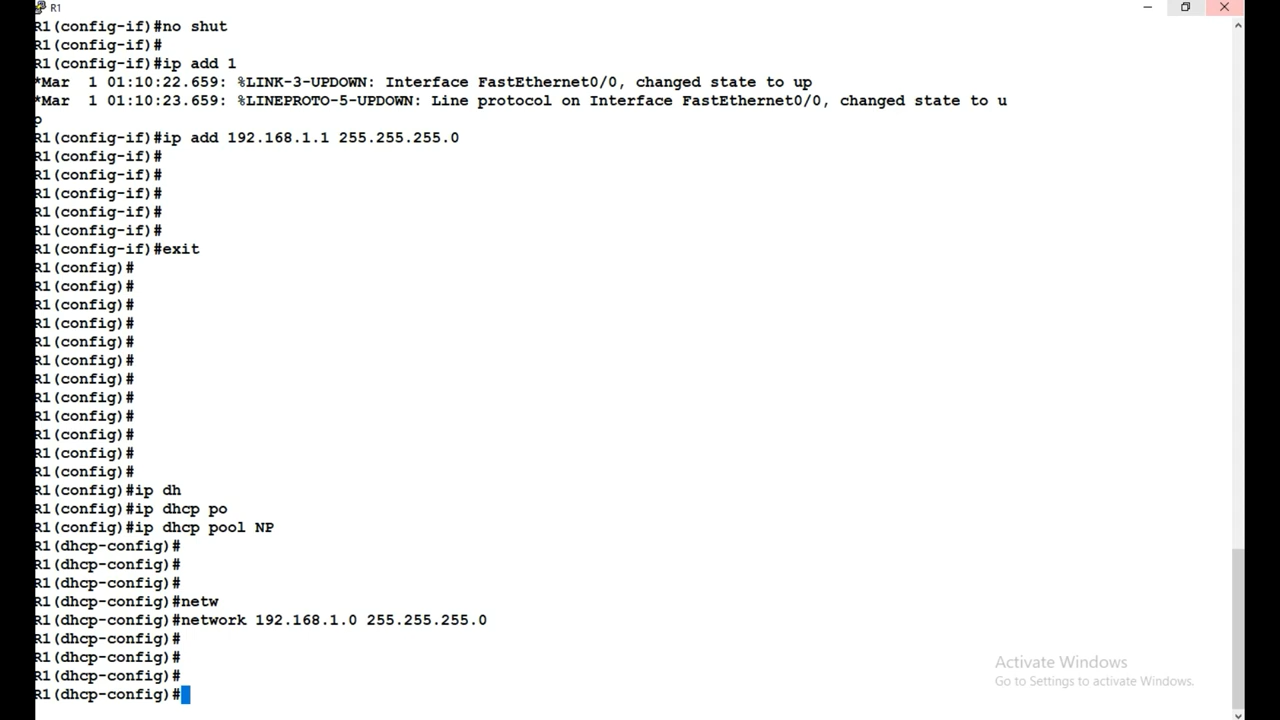 R1
R1(config-if)#no shut
R1(config-if)#
R1(config-if)#ip add 1
*Mar  1 01:10:22.659: %LINK-3-UPDOWN: Interface FastEthernet0/0, changed state to up
*Mar  1 01:10:23.659: %LINEPROTO-5-UPDOWN: Line protocol on Interface FastEthernet0/0, changed state to u
p
R1(config-if)#ip add 192.168.1.1 255.255.255.0
R1(config-if)#
R1(config-if)#
R1(config-if)#
R1(config-if)#
R1(config-if)#
R1(config-if)#exit
R1(config)#
R1(config)#
R1(config)#
R1(config)#
R1(config)#
R1(config)#
R1(config)#
R1(config)#
R1(config)#
R1(config)#
R1(config)#
R1(config)#
R1(config)#ip dh
R1(config)#ip dhcp po
R1(config)#ip dhcp pool NP
R1(dhcp-config)#
R1(dhcp-config)#
R1(dhcp-config)#
R1(dhcp-config)#netw
R1(dhcp-config)#network 192.168.1.0 255.255.255.0
R1(dhcp-config)#
R1(dhcp-config)#
R1(dhcp-config)#
R1(dhcp-config)#
Activate Windows
Go to Settings to activate Windows.